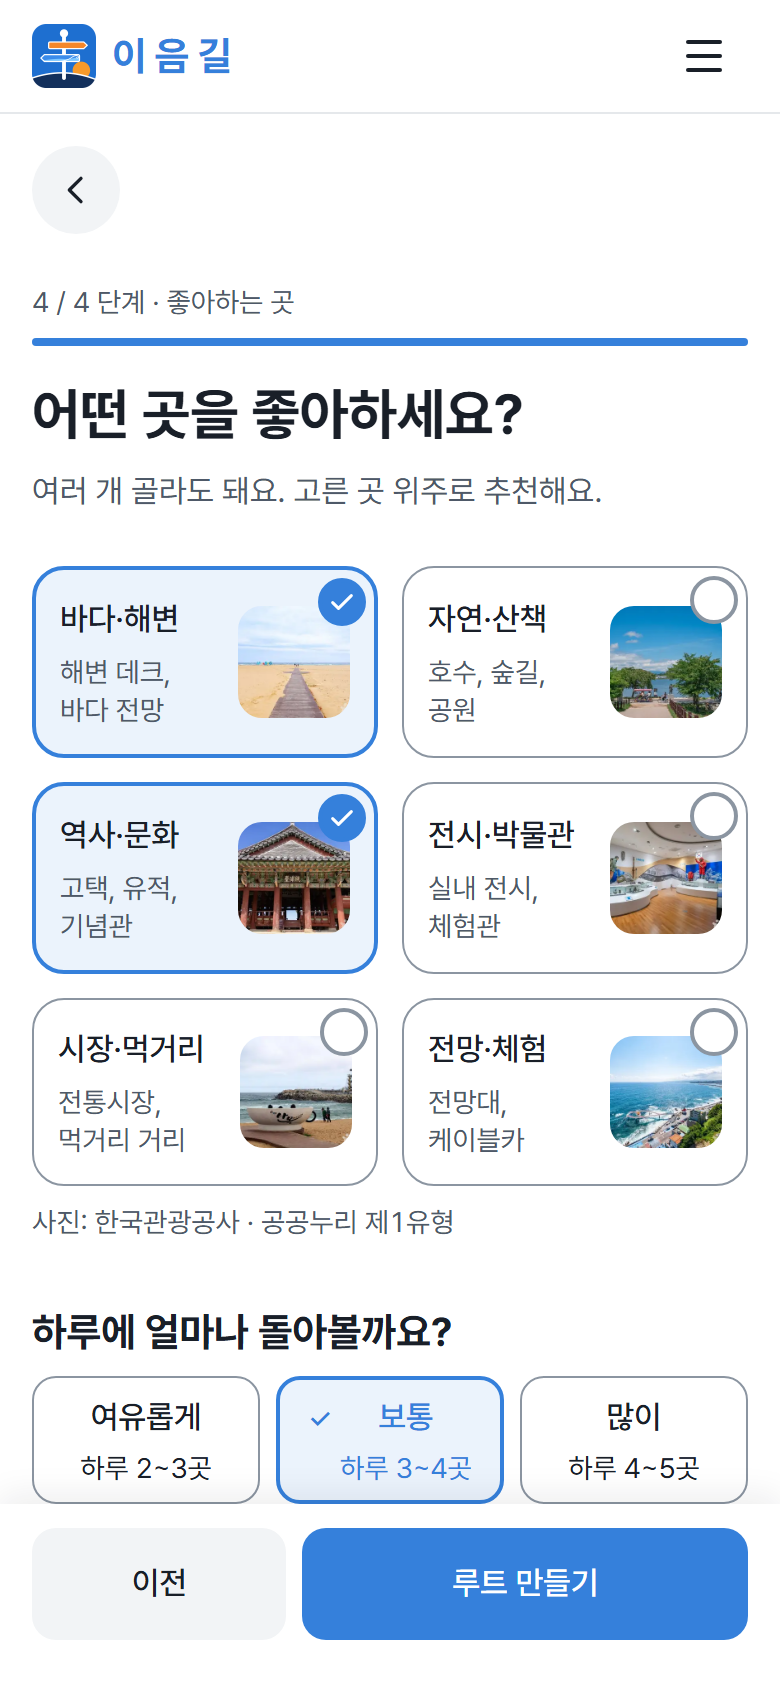 이음길
4 / 4 단계 · 좋아하는 곳
어떤 곳을 좋아하세요?
여러 개 골라도 돼요. 고른 곳 위주로 추천해요.
바다·해변
해변 데크,
바다 전망
자연·산책
호수, 숲길,
공원
역사·문화
고택, 유적,
기념관
전시·박물관
실내 전시,
체험관
시장·먹거리
전통시장,
먹거리 거리
전망·체험
전망대,
케이블카
사진: 한국관광공사 · 공공누리 제1유형
하루에 얼마나 돌아볼까요?
여유롭게
하루 2~3곳
보통
하루 3~4곳
많이
하루 4~5곳
이전
루트 만들기